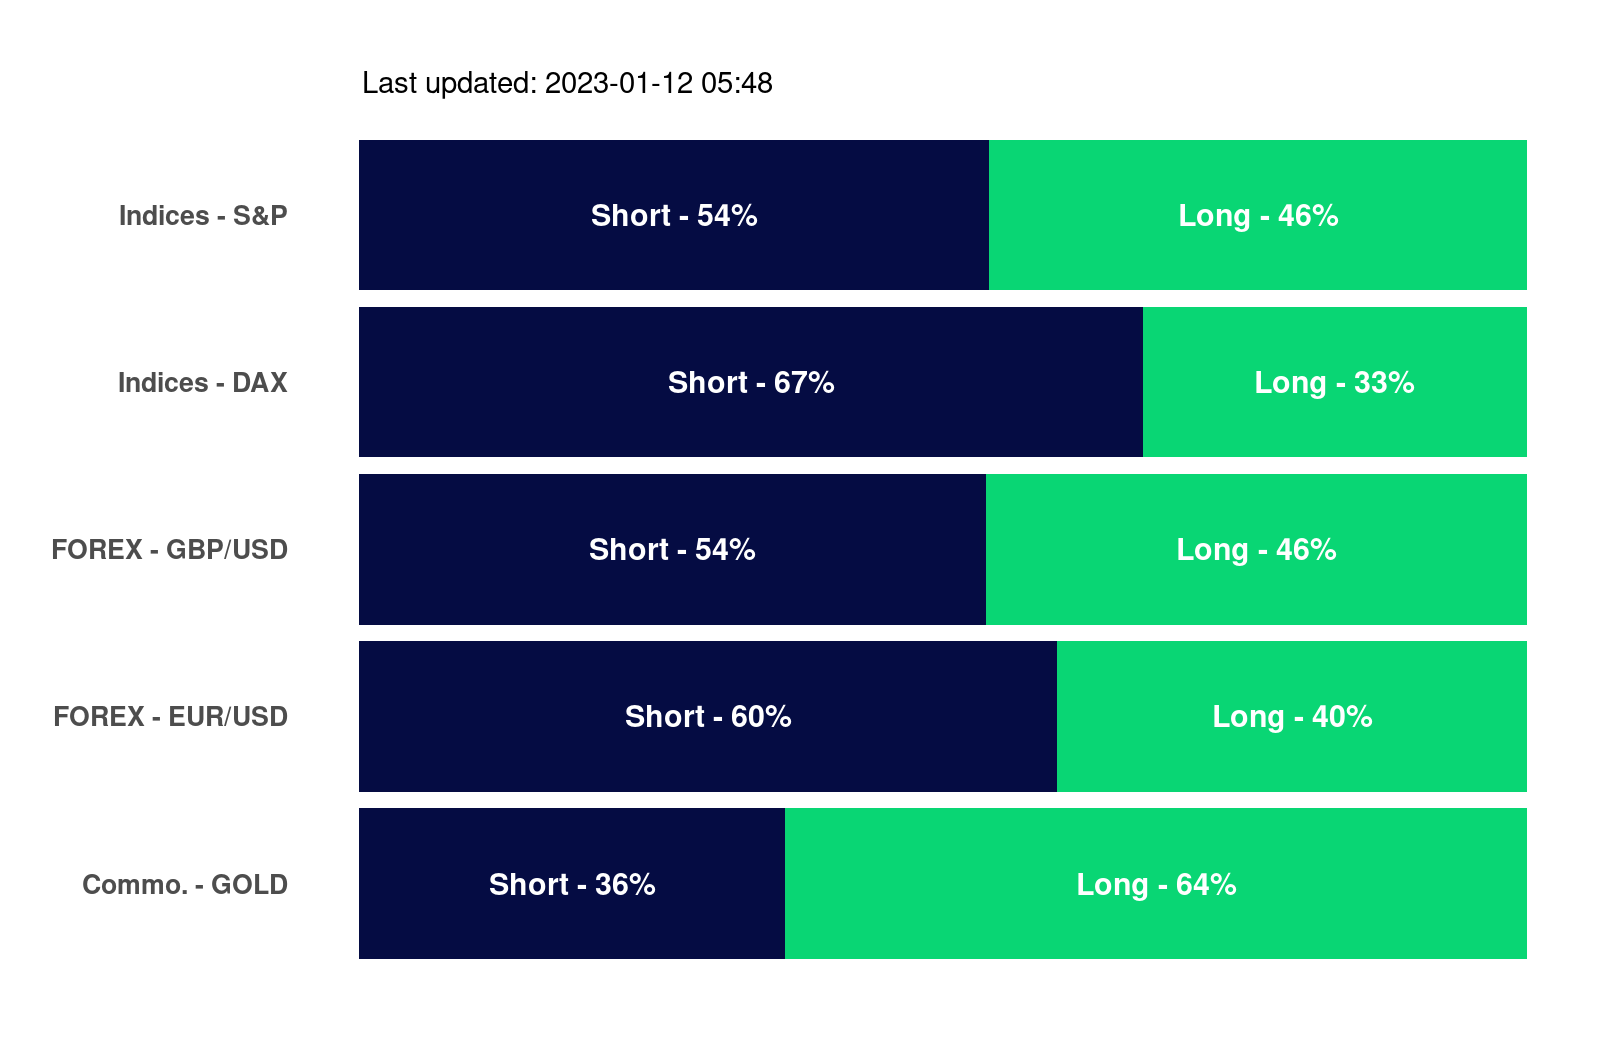 Last updated: 2023-01-12 05:48
Indices - S&P Short - 54% Long - 46%
Indices - DAX Short - 67% Long - 33%
FOREX - GBP/USD Short - 54% Long - 46%
FOREX - EUR/USD Short - 60% Long - 40%
Commo. - GOLD Short - 36% Long - 64%